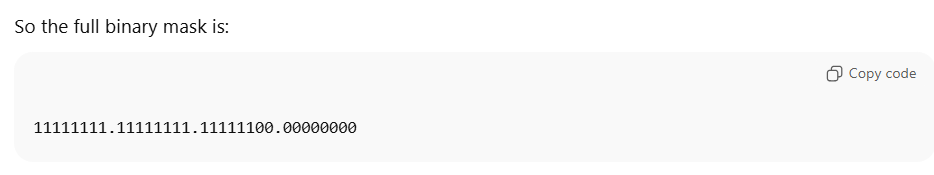 So the full binary mask is:
Copy code
11111111.11111111.11111100.00000000